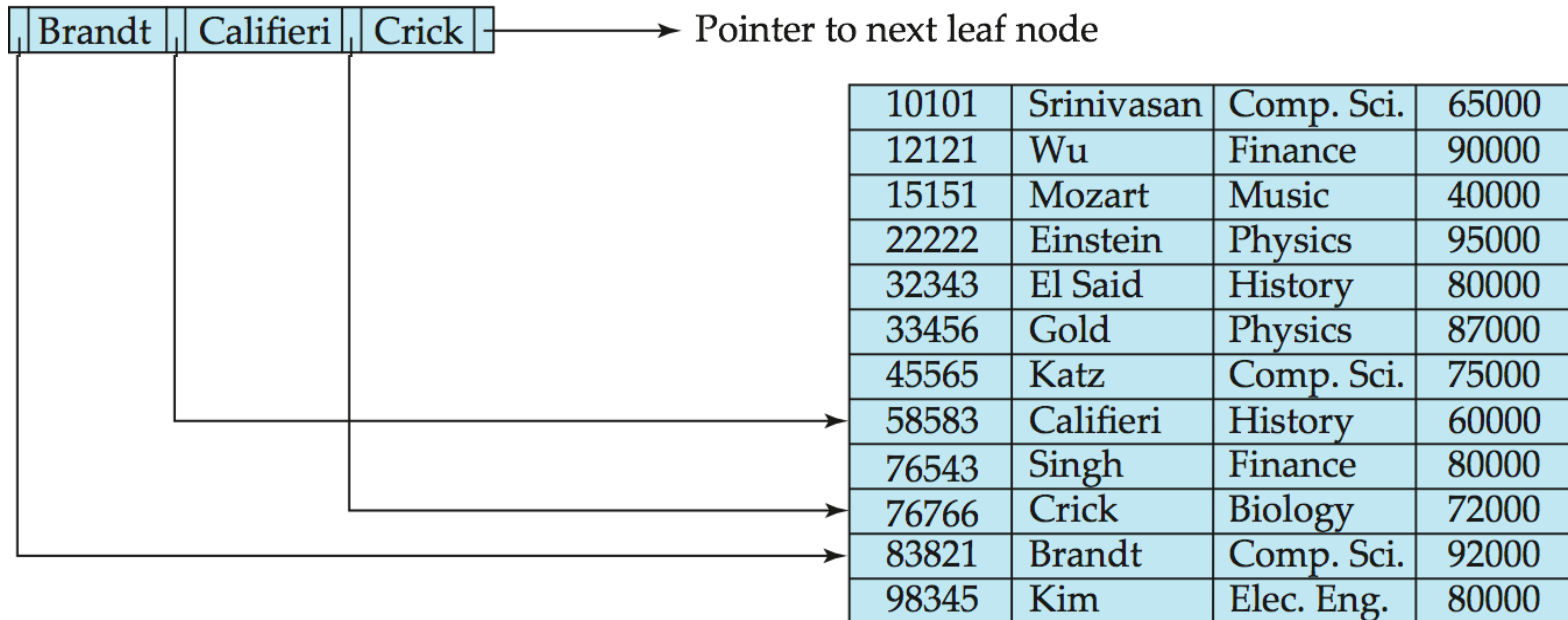 Brandt Califieri Crick Pointer to next leaf node
10101 Srinivasan Comp. Sci. 65000
12121 Wu Finance 90000
15151 Mozart Music 40000
22222 Einstein Physics 95000
32343 El Said History 80000
33456 Gold Physics 87000
45565 Katz Comp. Sci. 75000
58583 Califieri History 60000
76543 Singh Finance 80000
76766 Crick Biology 72000
83821 Brandt Comp. Sci. 92000
98345 Kim Elec. Eng. 80000